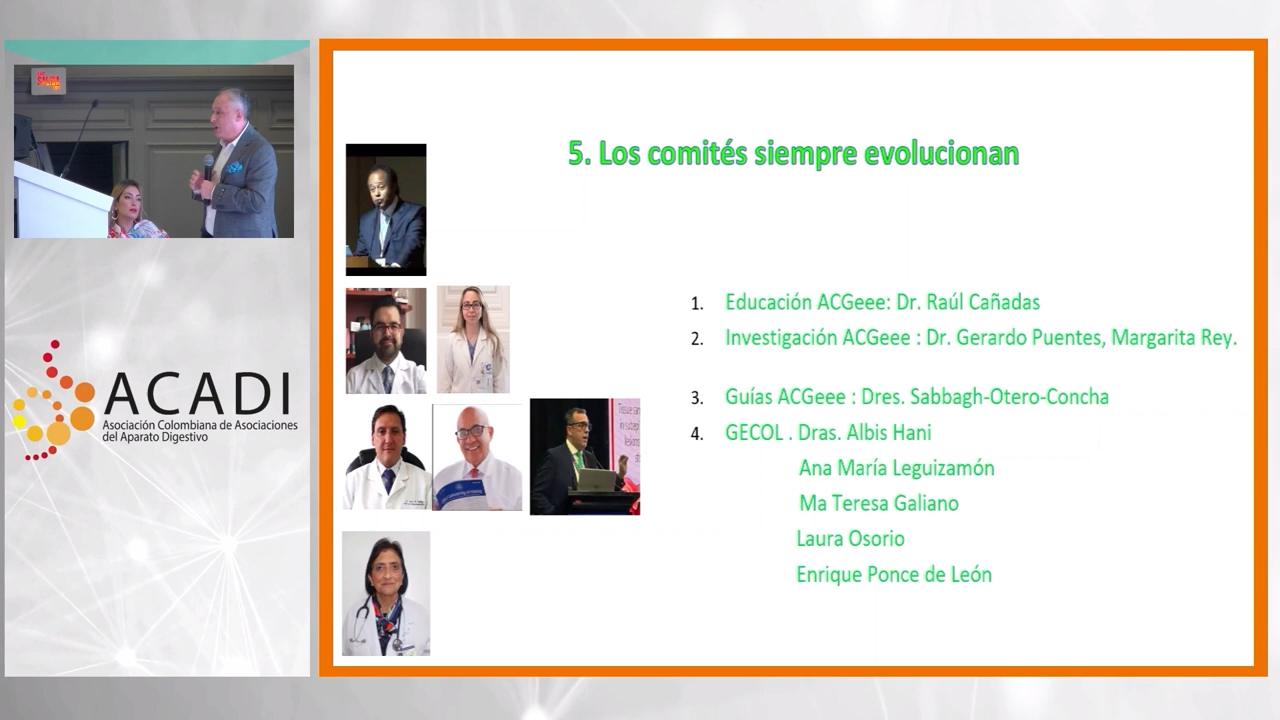 5. Los comités siempre evolucionan
1. Educación ACGeee: Dr. Raúl Cañadas
2. Investigación ACGeee : Dr. Gerardo Puentes, Margarita Rey.
3. Guías ACGeee : Dres. Sabbagh-Otero-Concha
4. GECOL . Dras. Albis Hani
Ana María Leguizamón
Ma Teresa Galiano
Laura Osorio
Enrique Ponce de León
ACADI
Asociación Colombiana de Asociaciones
del Aparato Digestivo